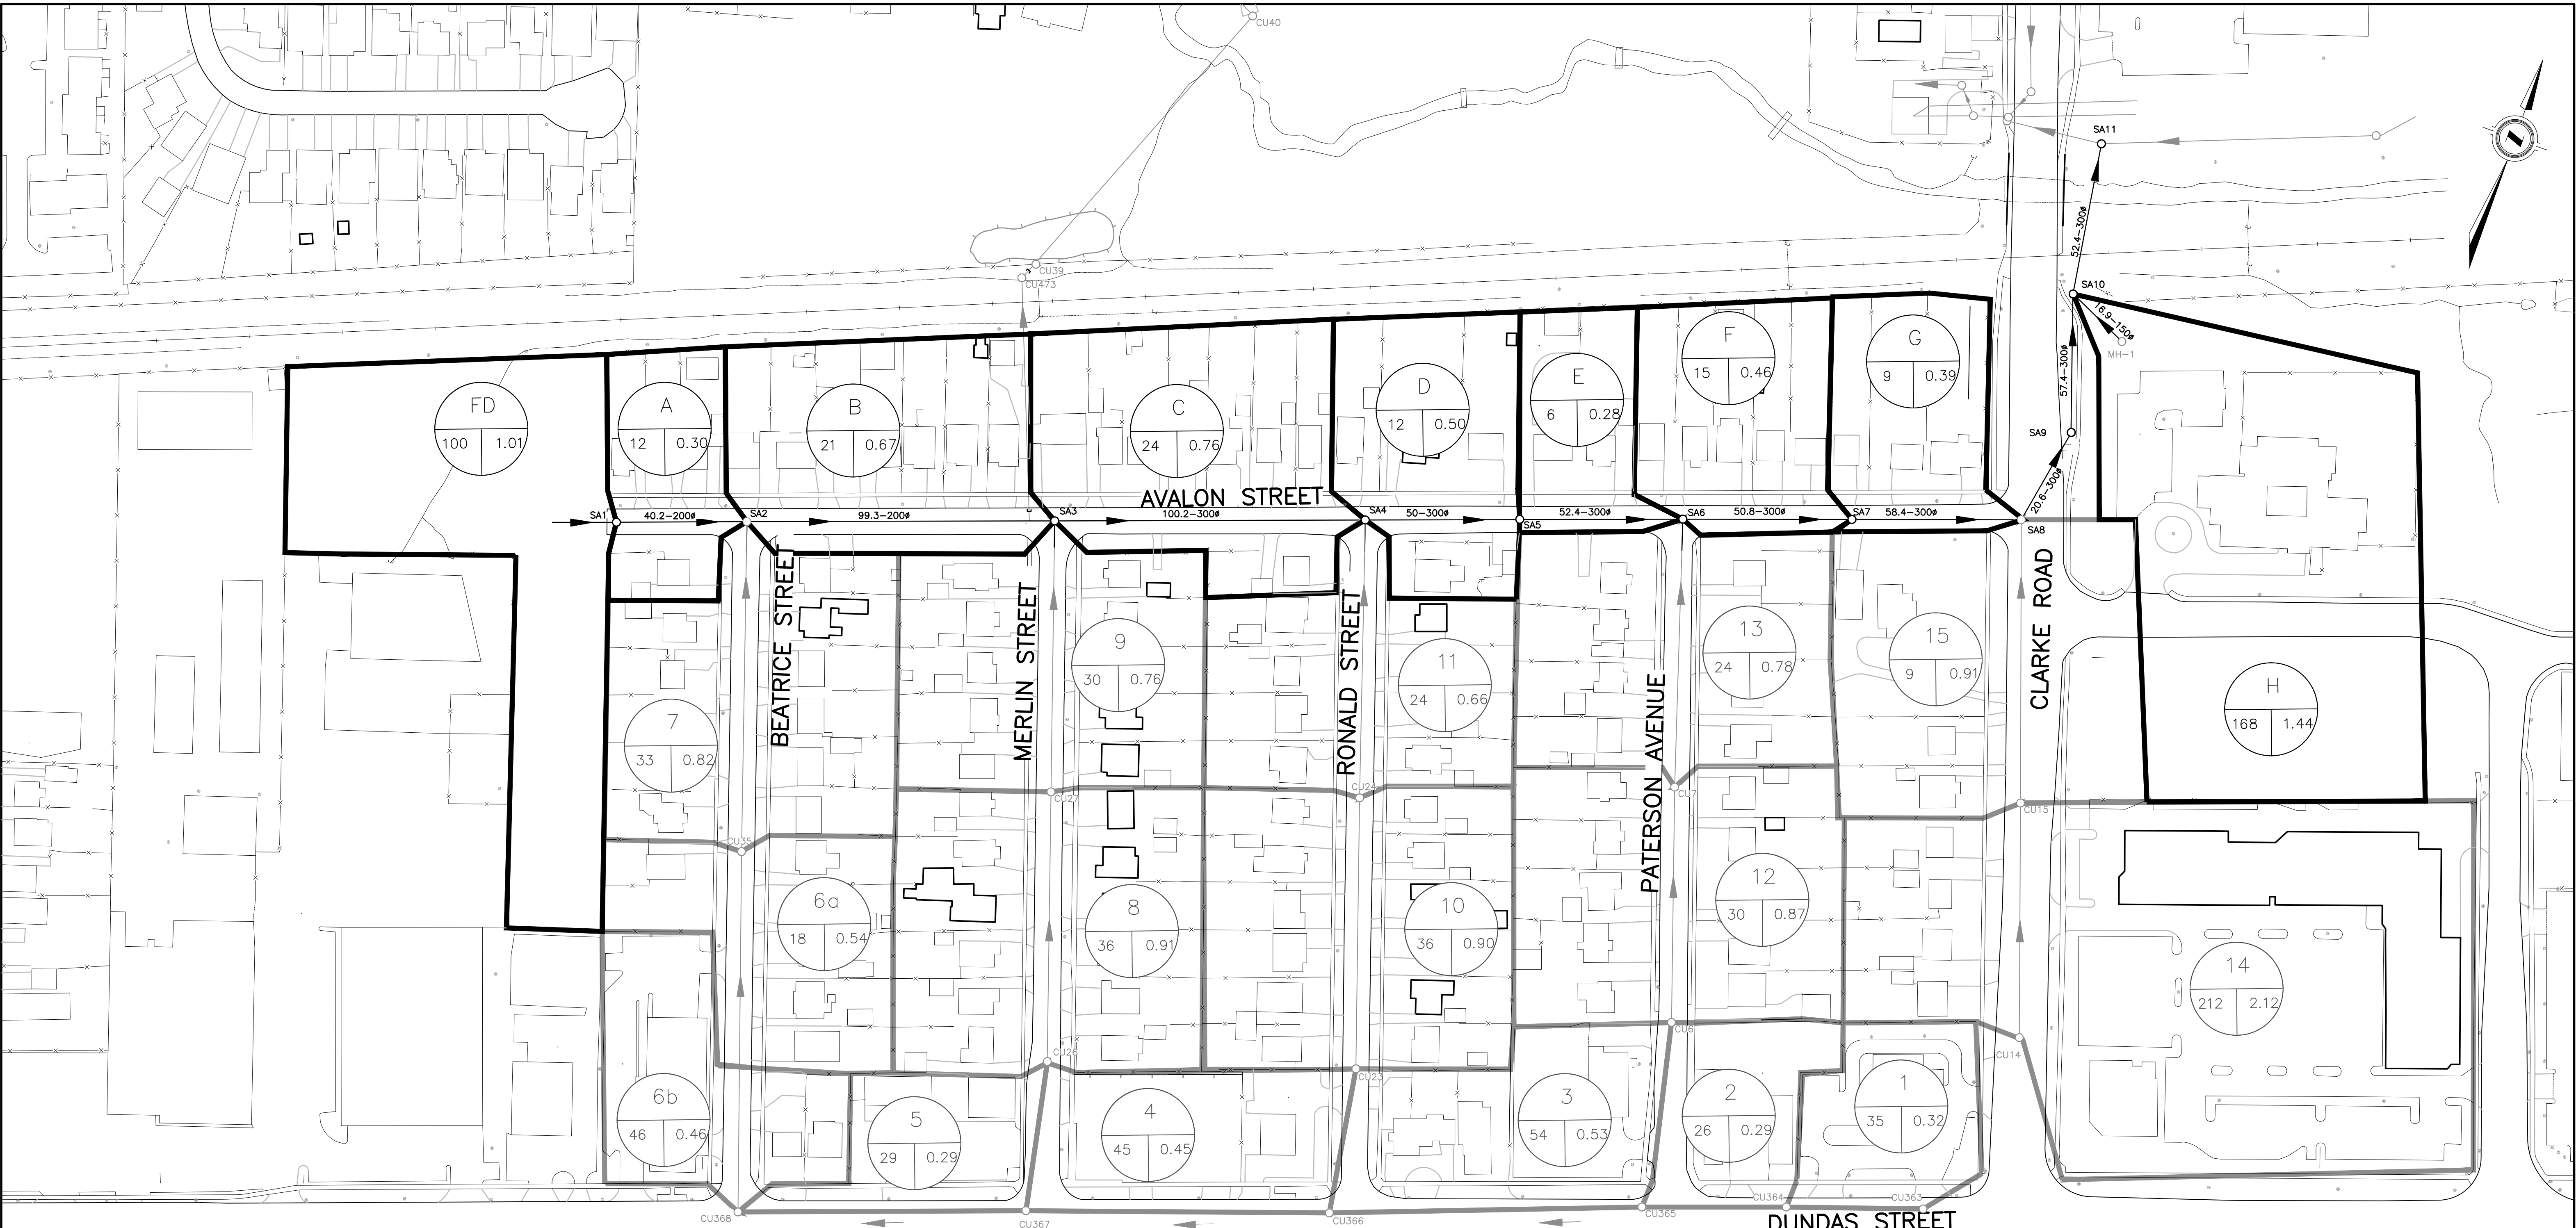 CU40
SA11
52.4-300ø
CU39
CU473
SA10
16.9-150ø
MH-1
57.4-300ø
SA9
20.6-300ø
FD
100 1.01
A
12 0.30
B
21 0.67
C
24 0.76
D
12 0.50
E
6 0.28
F
15 0.46
G
9 0.39
AVALON STREET
SA1
40.2-200ø
SA2
99.3-200ø
SA3
100.2-300ø
SA4
50-300ø
SA5
52.4-300ø
SA6
50.8-300ø
SA7
58.4-300ø
SA8
BEATRICE STREET
MERLIN STREET
RONALD STREET
PATERSON AVENUE
CLARKE ROAD
7
33 0.82
9
30 0.76
11
24 0.66
13
24 0.78
15
9 0.91
H
168 1.44
CU35
CU27
CU24
CU7
CU15
6a
18 0.54
8
36 0.91
10
36 0.90
12
30 0.87
14
212 2.12
CU26
CU23
CU6
CU14
6b
46 0.46
5
29 0.29
4
45 0.45
3
54 0.53
2
26 0.29
1
35 0.32
CU368
CU367
CU366
CU365
CU364
CU363
DUNDAS STREET